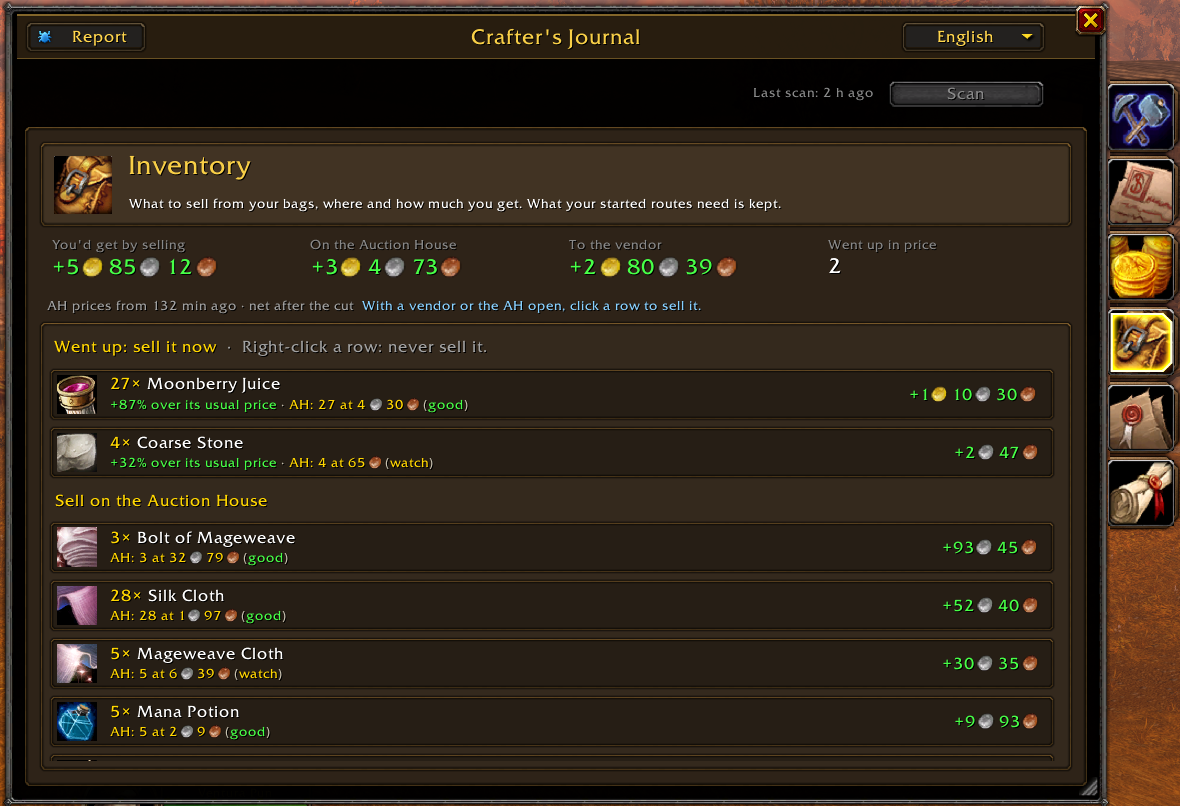 Report
Crafter's Journal
English
Last scan: 2 h ago
Scan
Inventory
What to sell from your bags, where and how much you get. What your started routes need is kept.
You'd get by selling
+5 85 12
On the Auction House
+3 4 73
To the vendor
+2 80 39
Went up in price
2
AH prices from 132 min ago · net after the cut With a vendor or the AH open, click a row to sell it.
Went up: sell it now · Right-click a row: never sell it.
27× Moonberry Juice
+87% over its usual price · AH: 27 at 4 30 (good)
+1 10 30
4× Coarse Stone
+32% over its usual price · AH: 4 at 65 (watch)
+2 47
Sell on the Auction House
3× Bolt of Mageweave
AH: 3 at 32 79 (good)
+93 45
28× Silk Cloth
AH: 28 at 1 97 (good)
+52 40
5× Mageweave Cloth
AH: 5 at 6 39 (watch)
+30 35
5× Mana Potion
AH: 5 at 2 9 (good)
+9 93